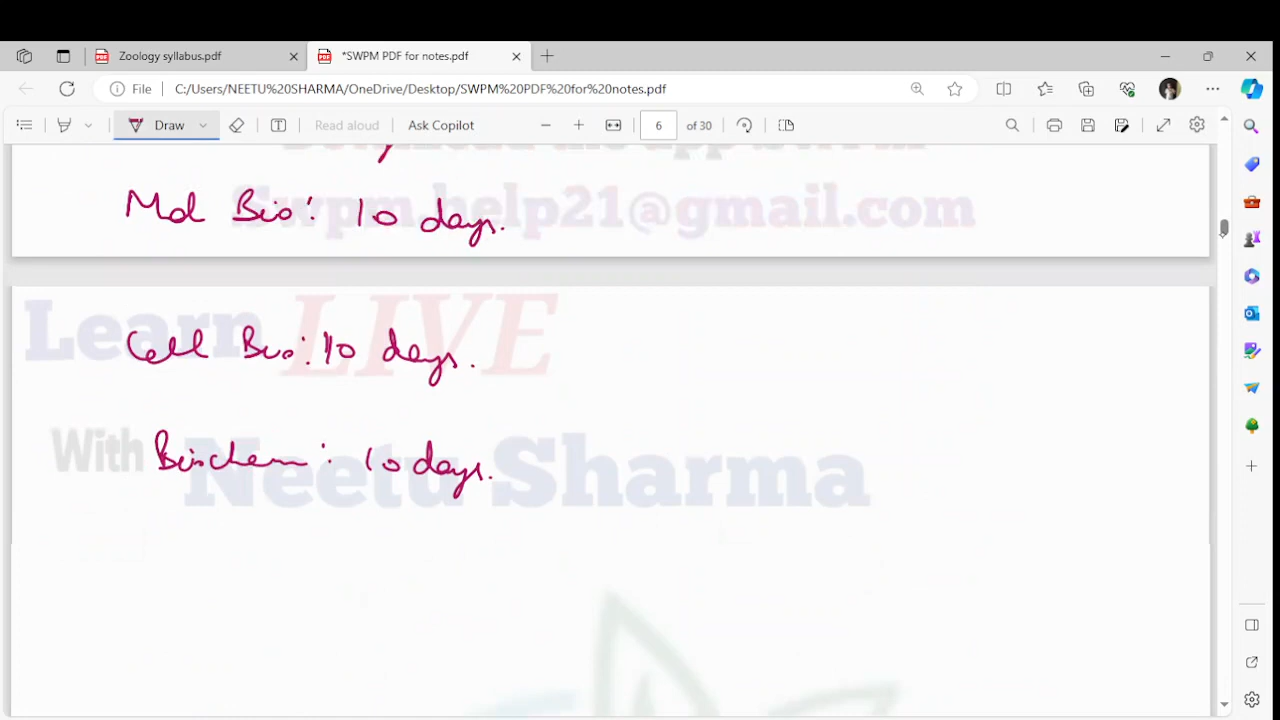 Zoology syllabus.pdf
*SWPM PDF for notes.pdf
File
C:/Users/NEETU%20SHARMA/OneDrive/Desktop/SWPM%20PDF%20for%20notes.pdf
Draw
Read aloud
Ask Copilot
6 of 30
Swpm.help21@gmail.com
Mol Bio: 10 days.
Learn LIVE
Cell Bio: 10 days.
With Neetu Sharma
Biochem: 10 days.